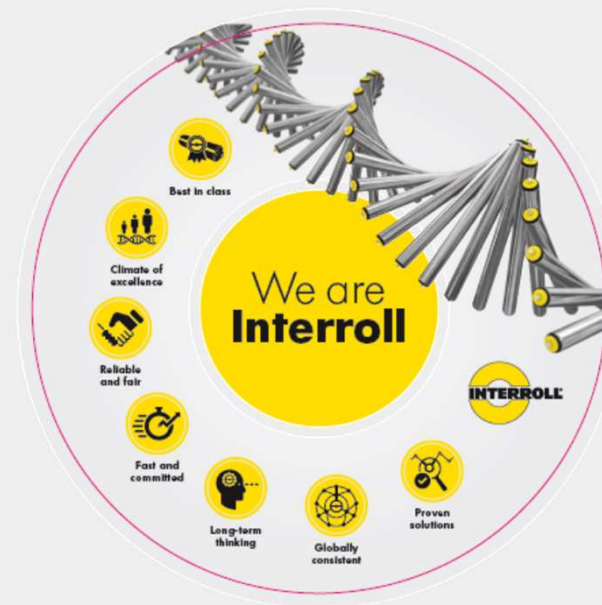 Best in class
Climate of
excellence
We are
Interroll
Reliable
and fair
INTERROLL
Fast and
committed
Long-term
thinking
Globally
consistent
Proven
solutions